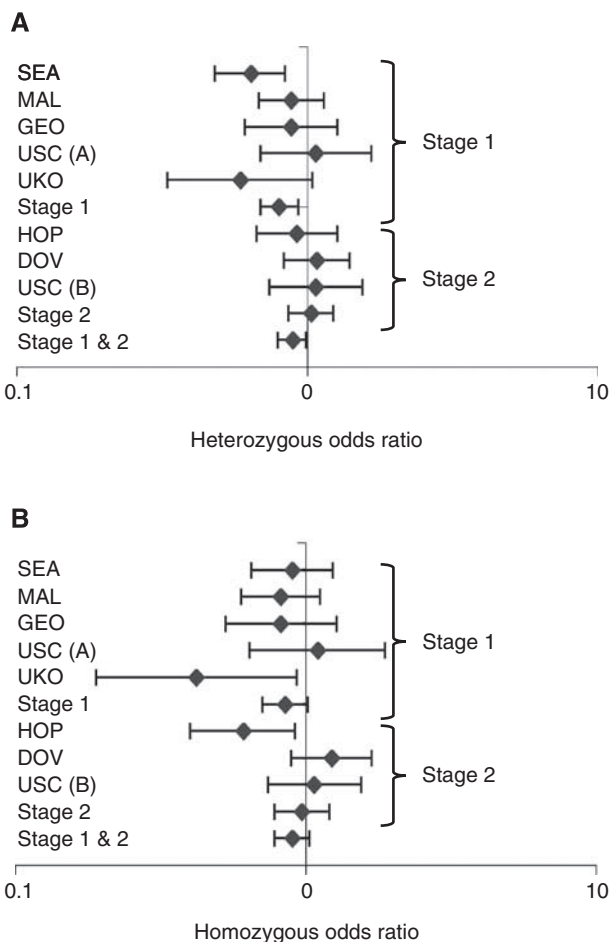 A
SEA
MAL
GEO
USC (A)
UKO
Stage 1
HOP
DOV
USC (B)
Stage 2
Stage 1 & 2
Stage 1
Stage 2
0.1 0 10
Heterozygous odds ratio
B
SEA
MAL
GEO
USC (A)
UKO
Stage 1
HOP
DOV
USC (B)
Stage 2
Stage 1 & 2
Stage 1
Stage 2
0.1 0 10
Homozygous odds ratio